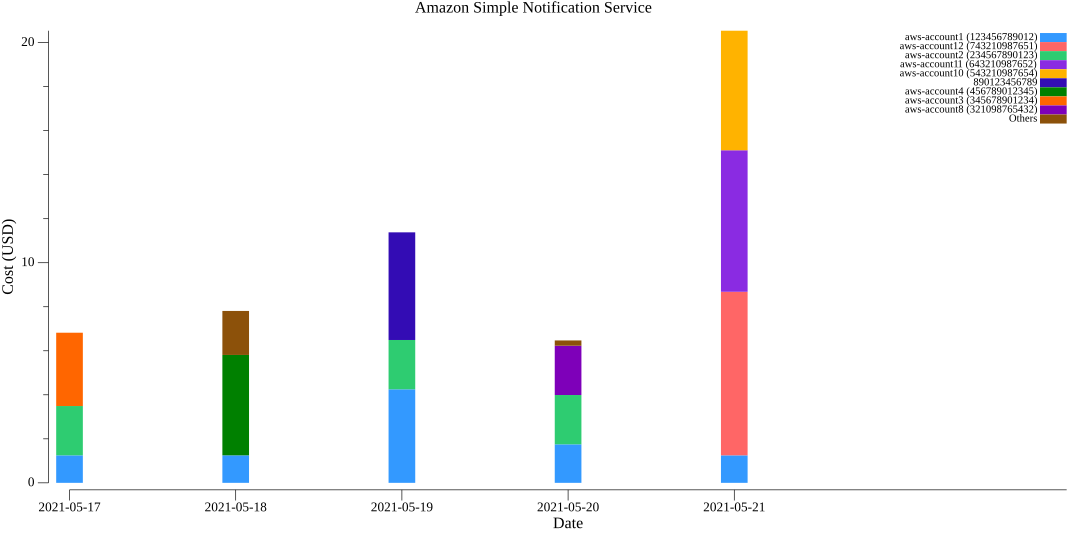 Amazon Simple Notification Service
aws-account1 (123456789012)
aws-account12 (743210987651)
aws-account2 (234567890123)
aws-account11 (643210987652)
aws-account10 (543210987654)
890123456789
aws-account4 (456789012345)
aws-account3 (345678901234)
aws-account8 (321098765432)
Others
20
10
0
Cost (USD)
2021-05-17
2021-05-18
2021-05-19
2021-05-20
2021-05-21
Date